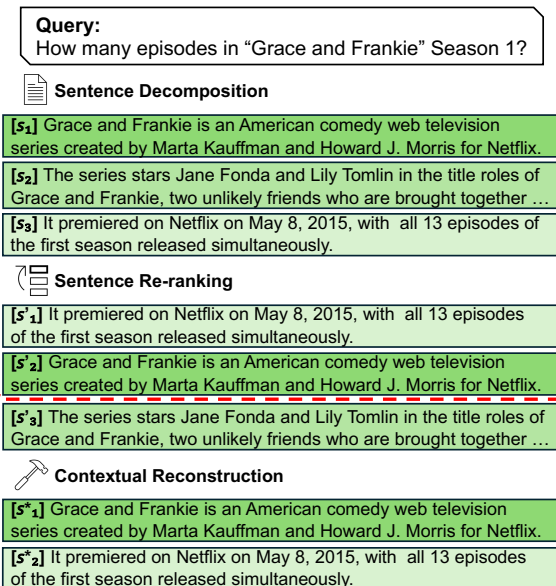 Query:
How many episodes in “Grace and Frankie” Season 1?
Sentence Decomposition
[s₁] Grace and Frankie is an American comedy web television
series created by Marta Kauffman and Howard J. Morris for Netflix.
[s₂] The series stars Jane Fonda and Lily Tomlin in the title roles of
Grace and Frankie, two unlikely friends who are brought together …
[s₃] It premiered on Netflix on May 8, 2015, with all 13 episodes of
the first season released simultaneously.
Sentence Re-ranking
[s'₁] It premiered on Netflix on May 8, 2015, with all 13 episodes
of the first season released simultaneously.
[s'₂] Grace and Frankie is an American comedy web television
series created by Marta Kauffman and Howard J. Morris for Netflix.
[s'₃] The series stars Jane Fonda and Lily Tomlin in the title roles of
Grace and Frankie, two unlikely friends who are brought together …
Contextual Reconstruction
[s*₁] Grace and Frankie is an American comedy web television
series created by Marta Kauffman and Howard J. Morris for Netflix.
[s*₂] It premiered on Netflix on May 8, 2015, with all 13 episodes
of the first season released simultaneously.